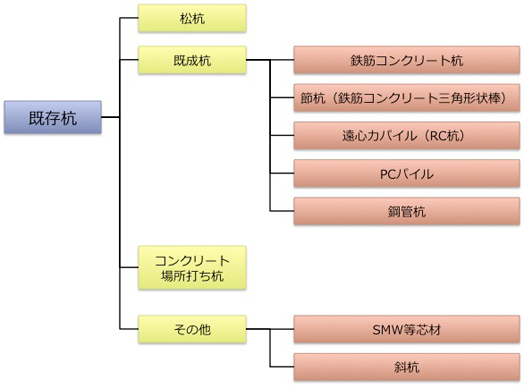 既存杭
松杭
既成杭
鉄筋コンクリート杭
節杭（鉄筋コンクリート三角形状棒）
遠心力パイル（RC杭）
PCパイル
鋼管杭
コンクリート
場所打ち杭
その他
SMW等芯材
斜杭